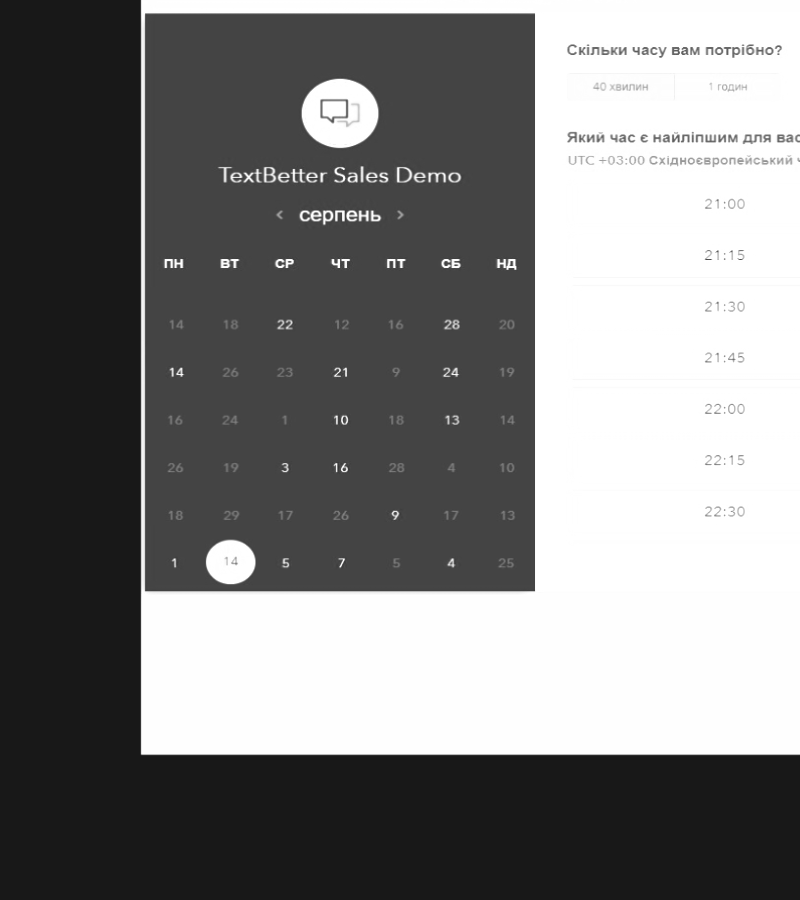 TextBetter Sales Demo
< серпень >
ПН ВТ СР ЧТ ПТ СБ НД
14 18 22 12 16 28 20
14 26 23 21 9 24 19
16 24 1 10 18 13 14
26 19 3 16 28 4 10
18 29 17 26 9 17 13
1 14 5 7 5 4 25
Скільки часу вам потрібно?
40 хвилин 1 годин
Який час є найліпшим для вас
UTC +03:00 Східноєвропейський
21:00
21:15
21:30
21:45
22:00
22:15
22:30